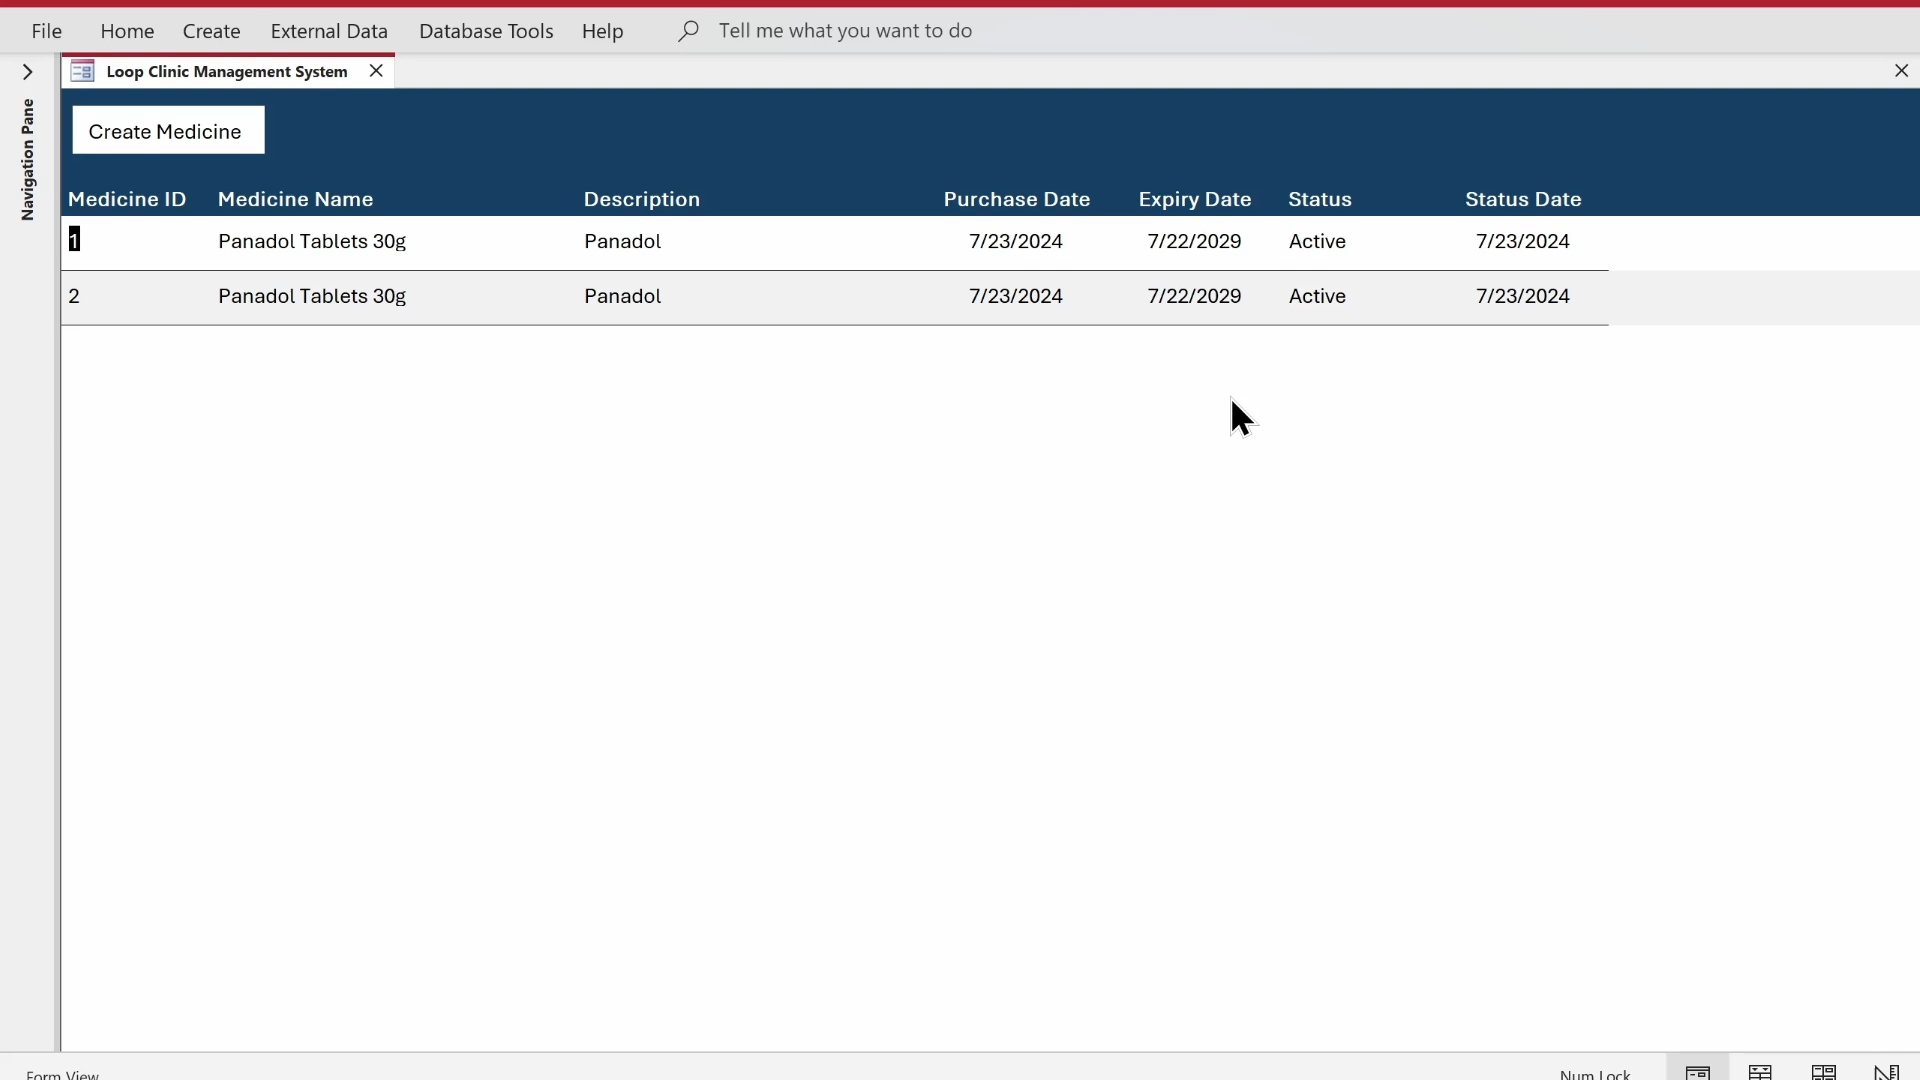 File Home Create External Data Database Tools Help Tell me what you want to do
Loop Clinic Management System
Navigation Pane
Create Medicine
Medicine ID Medicine Name Description Purchase Date Expiry Date Status Status Date
1 Panadol Tablets 30g Panadol 7/23/2024 7/22/2029 Active 7/23/2024
2 Panadol Tablets 30g Panadol 7/23/2024 7/22/2029 Active 7/23/2024
Form View Num Lock